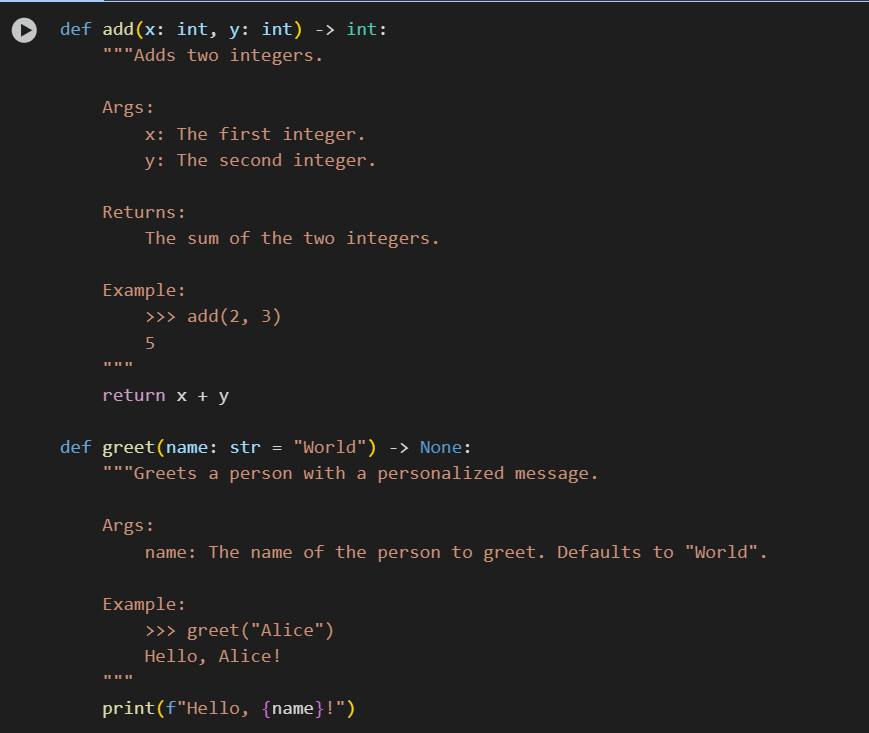 def add(x: int, y: int) -> int:
    """Adds two integers.

    Args:
        x: The first integer.
        y: The second integer.

    Returns:
        The sum of the two integers.

    Example:
        >>> add(2, 3)
        5
    """
    return x + y

def greet(name: str = "World") -> None:
    """Greets a person with a personalized message.

    Args:
        name: The name of the person to greet. Defaults to "World".

    Example:
        >>> greet("Alice")
        Hello, Alice!
    """
    print(f"Hello, {name}!")